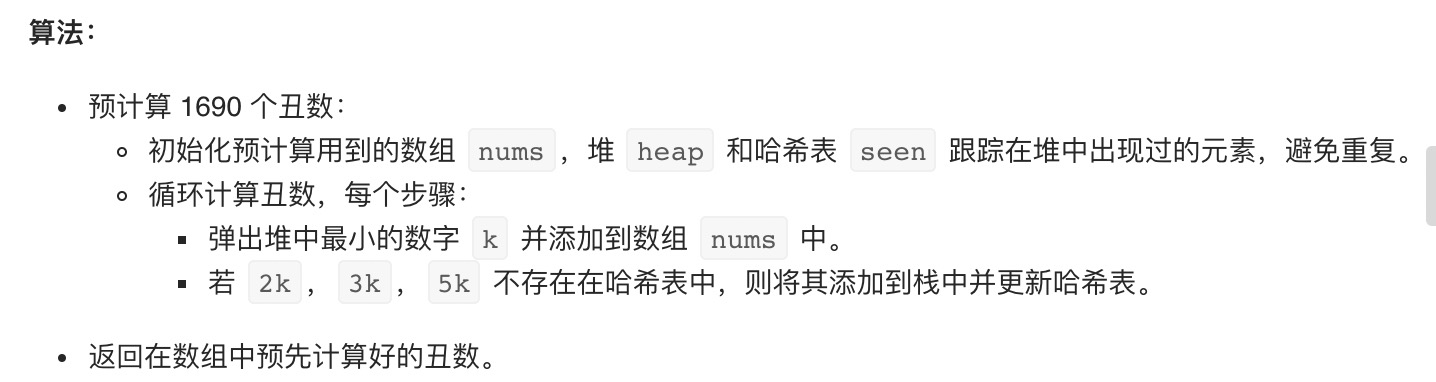 算法：
预计算 1690 个丑数：
初始化预计算用到的数组 nums，堆 heap 和哈希表 seen 跟踪在堆中出现过的元素，避免重复。
循环计算丑数，每个步骤：
弹出堆中最小的数字 k 并添加到数组 nums 中。
若 2k，3k，5k 不存在在哈希表中，则将其添加到栈中并更新哈希表。
返回在数组中预先计算好的丑数。